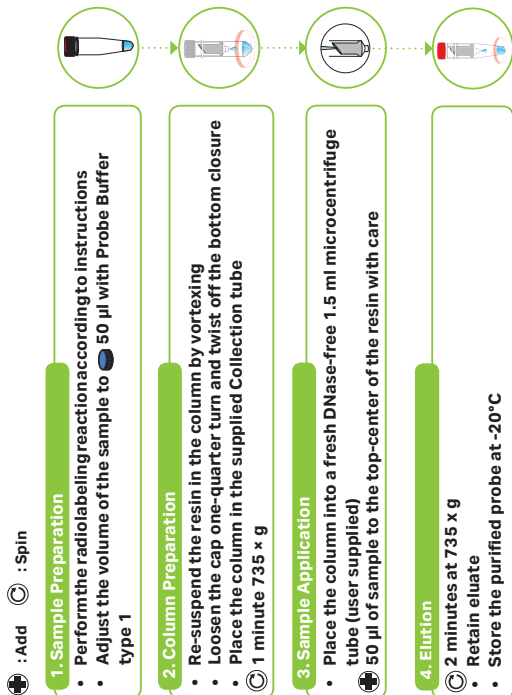 : Add : Spin
1. Sample Preparation
• Perform the radiolabeling reaction according to instructions
• Adjust the volume of the sample to 50 µl with Probe Buffer
type 1
2. Column Preparation
• Re-suspend the resin in the column by vortexing
• Loosen the cap one-quarter turn and twist off the bottom closure
• Place the column in the supplied Collection tube
1 minute 735 × g
3. Sample Application
• Place the column into a fresh DNase-free 1.5 ml microcentrifuge
tube (user supplied)
50 µl of sample to the top-center of the resin with care
4. Elution
2 minutes at 735 x g
• Retain eluate
• Store the purified probe at -20°C